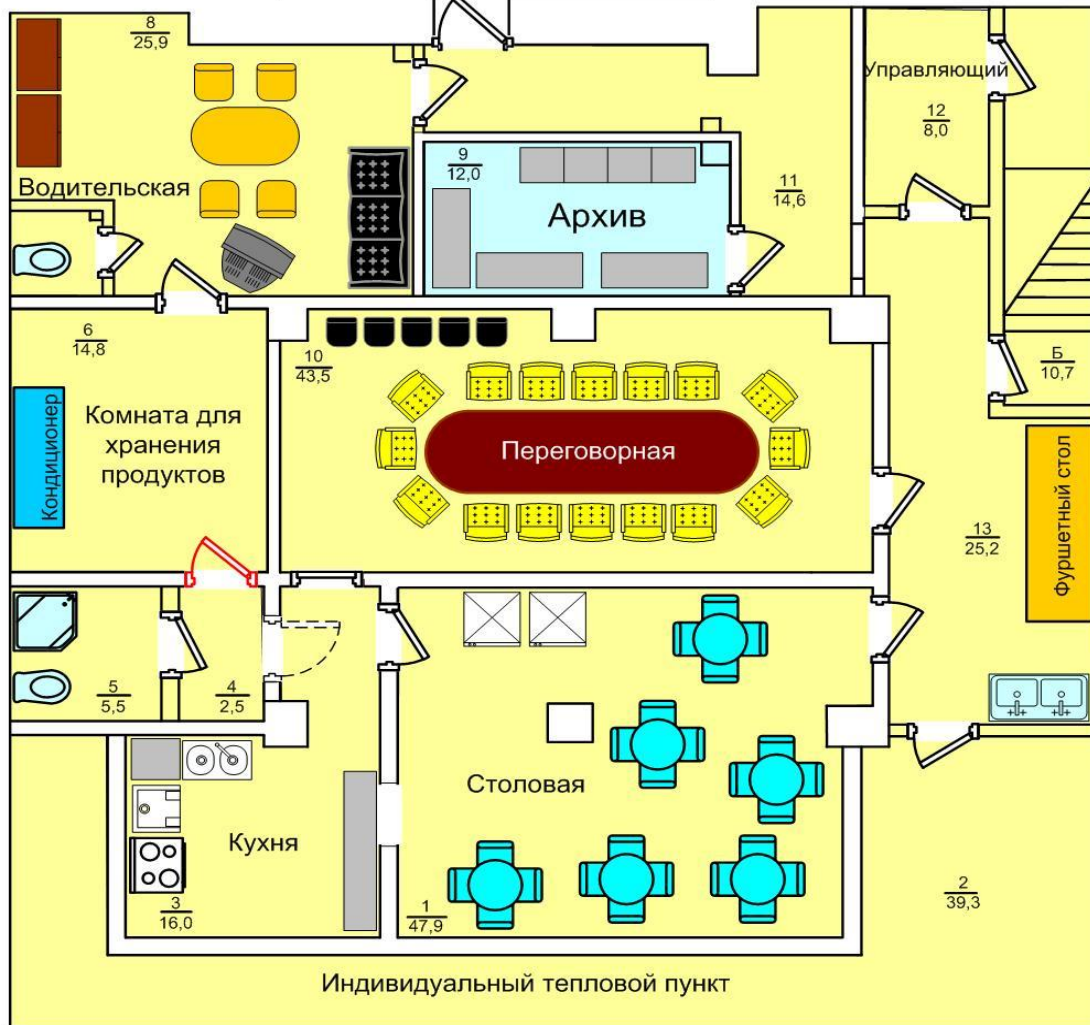 8
25,9
Управляющий
12
8,0
9
12,0
Водительская
11
14,6
Архив
6
14,8
10
43,5
Б
10,7
Комната для
хранения
продуктов
Кондиционер
Переговорная
Фуршетный стол
13
25,2
5
5,5
4
2,5
Столовая
Кухня
3
16,0
1
47,9
2
39,3
Индивидуальный тепловой пункт